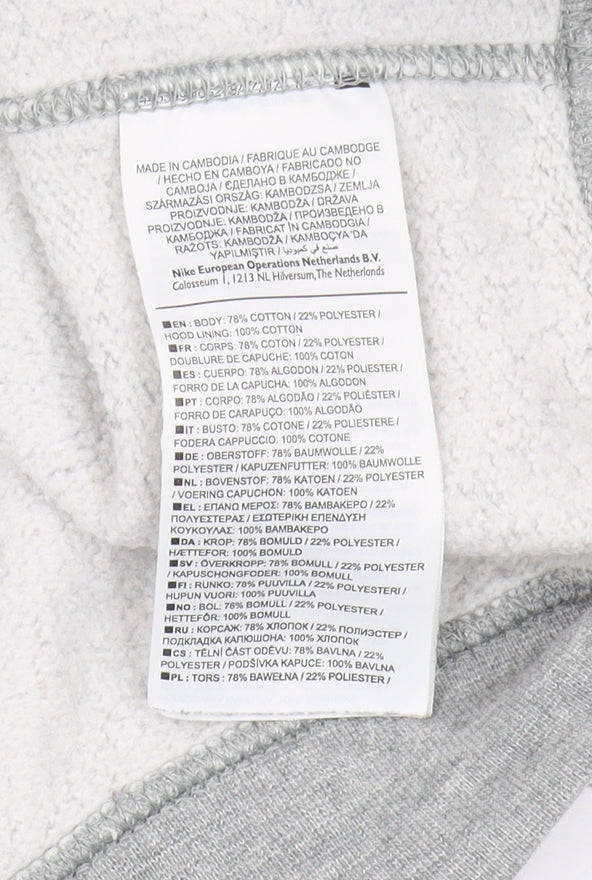 MADE IN CAMBODIA / FABRIQUE AU CAMBODGE
/ HECHO EN CAMBOYA / FABRICADO NO
CAMBOJA / СДЕЛАНО В КАМБОДЖЕ /
SZÁRMAZÁSI ORSZÁG: KAMBODZSA / ZEMLJA
PROIZVODNJE: KAMBODŽA / DRŽAVA
PROIZVODNJE: KAMBODŽA / ПРОИЗВЕДЕНО В
КАМБОДЖА / FABRICAT ÎN CAMBODGIA /
RAŽOTS: KAMBODŽĀ / KAMBOÇYA 'DA
YAPILMIŞTIR / صنع في كمبوديا
Nike European Operations Netherlands B.V.
Colosseum 1, 1213 NL Hilversum,The Netherlands
EN : BODY: 78% COTTON / 22% POLYESTER /
HOOD LINING: 100% COTTON
FR : CORPS: 78% COTON / 22% POLYESTER /
DOUBLURE DE CAPUCHE: 100% COTON
ES : CUERPO: 78% ALGODON / 22% POLIESTER /
FORRO DE LA CAPUCHA: 100% ALGODON
PT : CORPO: 78% ALGODÃO / 22% POLIÉSTER /
FORRO DE CARAPUÇO: 100% ALGODÃO
IT : BUSTO: 78% COTONE / 22% POLIESTERE /
FODERA CAPPUCCIO: 100% COTONE
DE : OBERSTOFF: 78% BAUMWOLLE / 22%
POLYESTER / KAPUZENFUTTER: 100% BAUMWOLLE
NL : BOVENSTOF: 78% KATOEN / 22% POLYESTER
/ VOERING CAPUCHON: 100% KATOEN
EL : ΕΠΑΝΩ ΜΕΡΟΣ: 78% ΒΑΜΒΑΚΕΡΟ / 22%
ΠΟΛΥΕΣΤΕΡΑΣ / ΕΣΩΤΕΡΙΚΗ ΕΠΕΝΔΥΣΗ
ΚΟΥΚΟΥΛΑΣ: 100% ΒΑΜΒΑΚΕΡΟ
DA : KROP: 78% BOMULD / 22% POLYESTER /
HÆTTEFOR: 100% BOMULD
SV : ÖVERKROPP: 78% BOMULL / 22% POLYESTER
/ KAPUSCHONGFODER: 100% BOMULL
FI : RUNKO: 78% PUUVILLA / 22% POLYESTERI /
HUPUN VUORI: 100% PUUVILLA
NO : BOL: 78% BOMULL / 22% POLYESTER /
HETTEFÔR: 100% BOMULL
RU : КОРСАЖ: 78% ХЛОПОК / 22% ПОЛИЭСТЕР /
ПОДКЛАДКА КАПЮШОНА: 100% ХЛОПОК
CS : TĚLNÍ ČÁST ODĚVU: 78% BAVLNA / 22%
POLYESTER / PODŠÍVKA KAPUCE: 100% BAVLNA
PL : TORS : 78% BAWEŁNA / 22% POLIESTER /